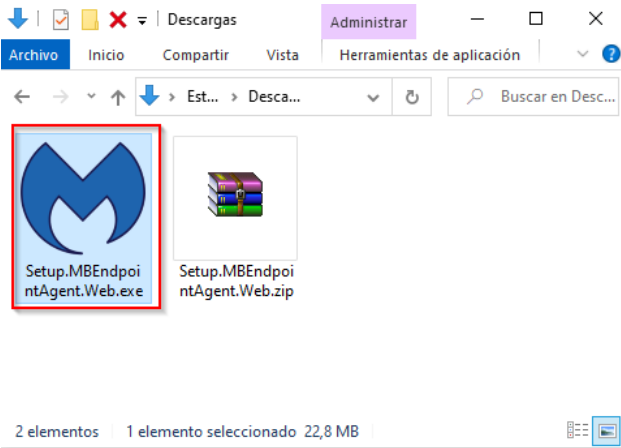 Descargas
Administrar
Archivo
Inicio
Compartir
Vista
Herramientas de aplicación
Est...
Desca...
Buscar en Desc...
Setup.MBEndpoi
ntAgent.Web.exe
Setup.MBEndpoi
ntAgent.Web.zip
2 elementos
1 elemento seleccionado 22,8 MB